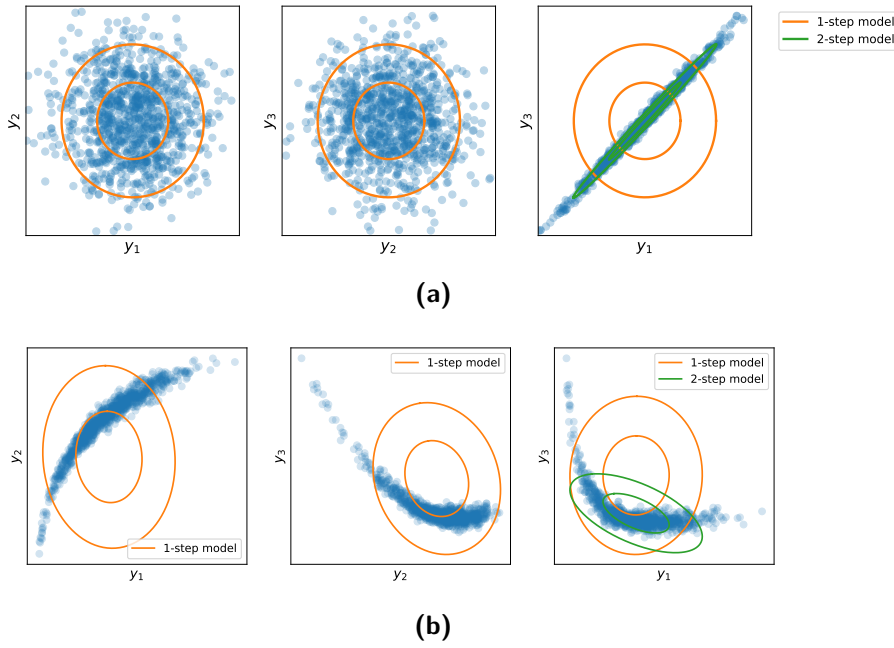 1-step model
2-step model
y₂
y₃
y₃
y₁
y₂
y₁
(a)
1-step model
1-step model
2-step model
y₂
y₃
y₃
1-step model
y₁
y₂
y₁
(b)